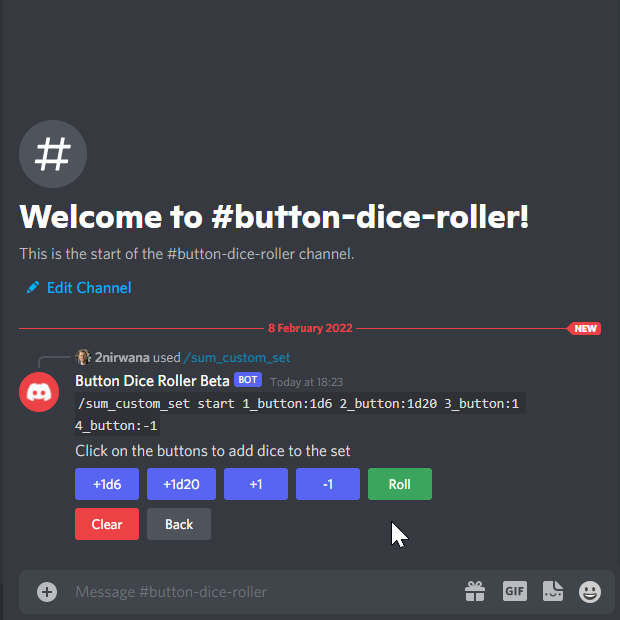 #
Welcome to #button-dice-roller!
This is the start of the #button-dice-roller channel.
Edit Channel
8 February 2022 NEW
2nirwana used /sum_custom_set
Button Dice Roller Beta BOT Today at 18:23
/sum_custom_set start 1_button:1d6 2_button:1d20 3_button:1
4_button:-1
Click on the buttons to add dice to the set
+1d6 +1d20 +1 -1 Roll
Clear Back
Message #button-dice-roller GIF